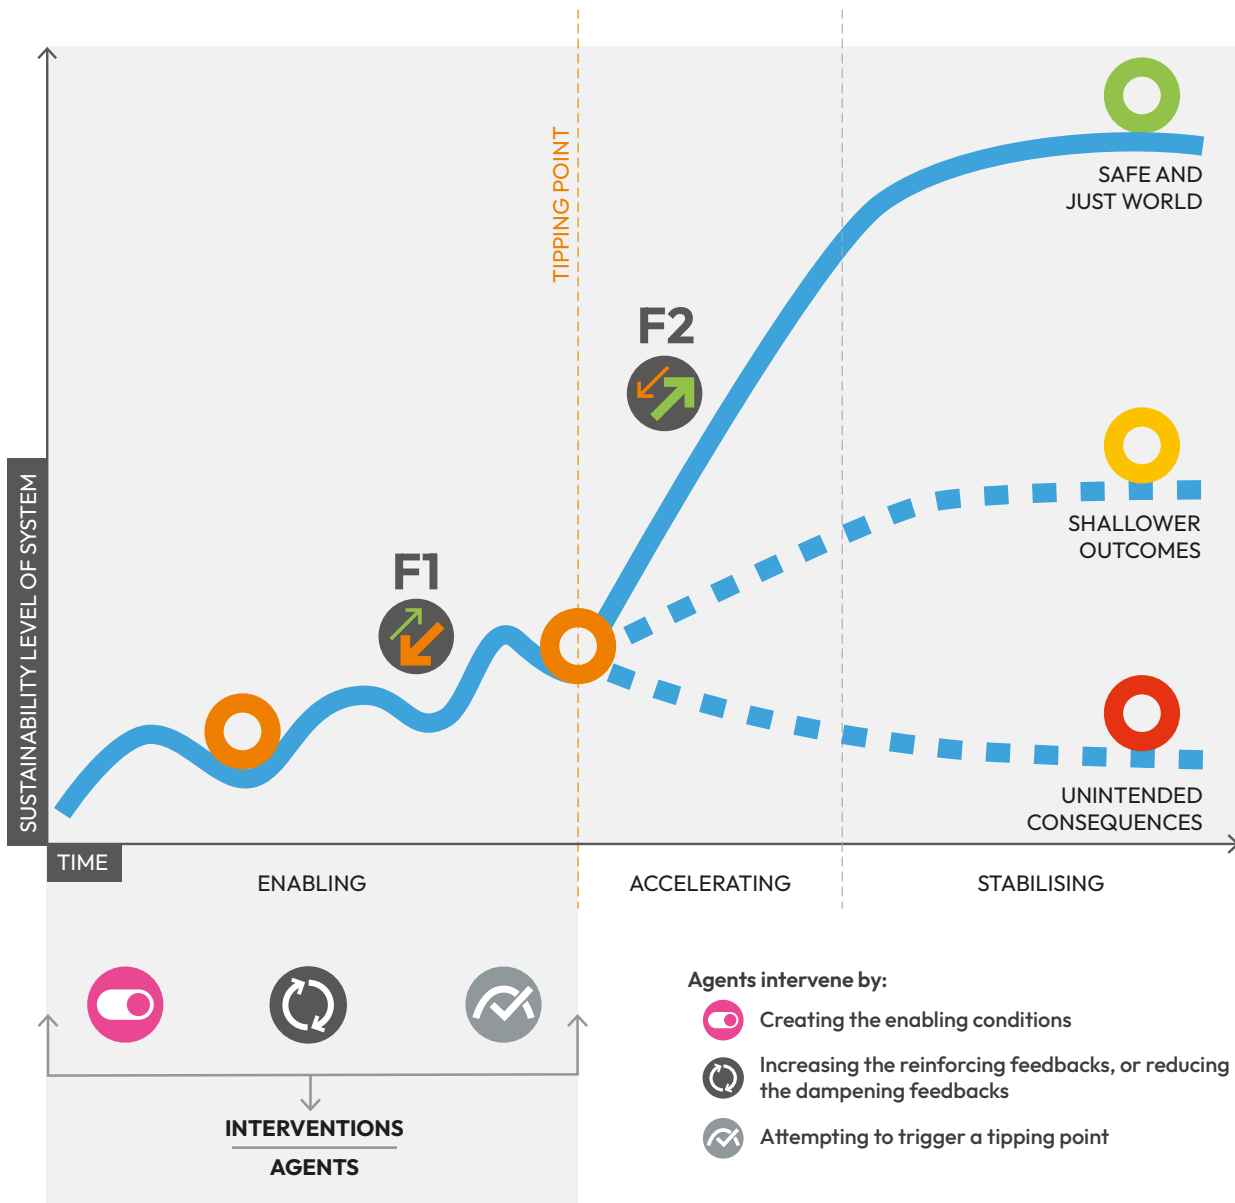 TIPPING POINT
SAFE AND
JUST WORLD
F2
SHALLOWER
OUTCOMES
F1
SUSTAINABILITY LEVEL OF SYSTEM
UNINTENDED
CONSEQUENCES
TIME
ENABLING
ACCELERATING
STABILISING
Agents intervene by:
Creating the enabling conditions
Increasing the reinforcing feedbacks, or reducing
the dampening feedbacks
Attempting to trigger a tipping point
INTERVENTIONS
AGENTS